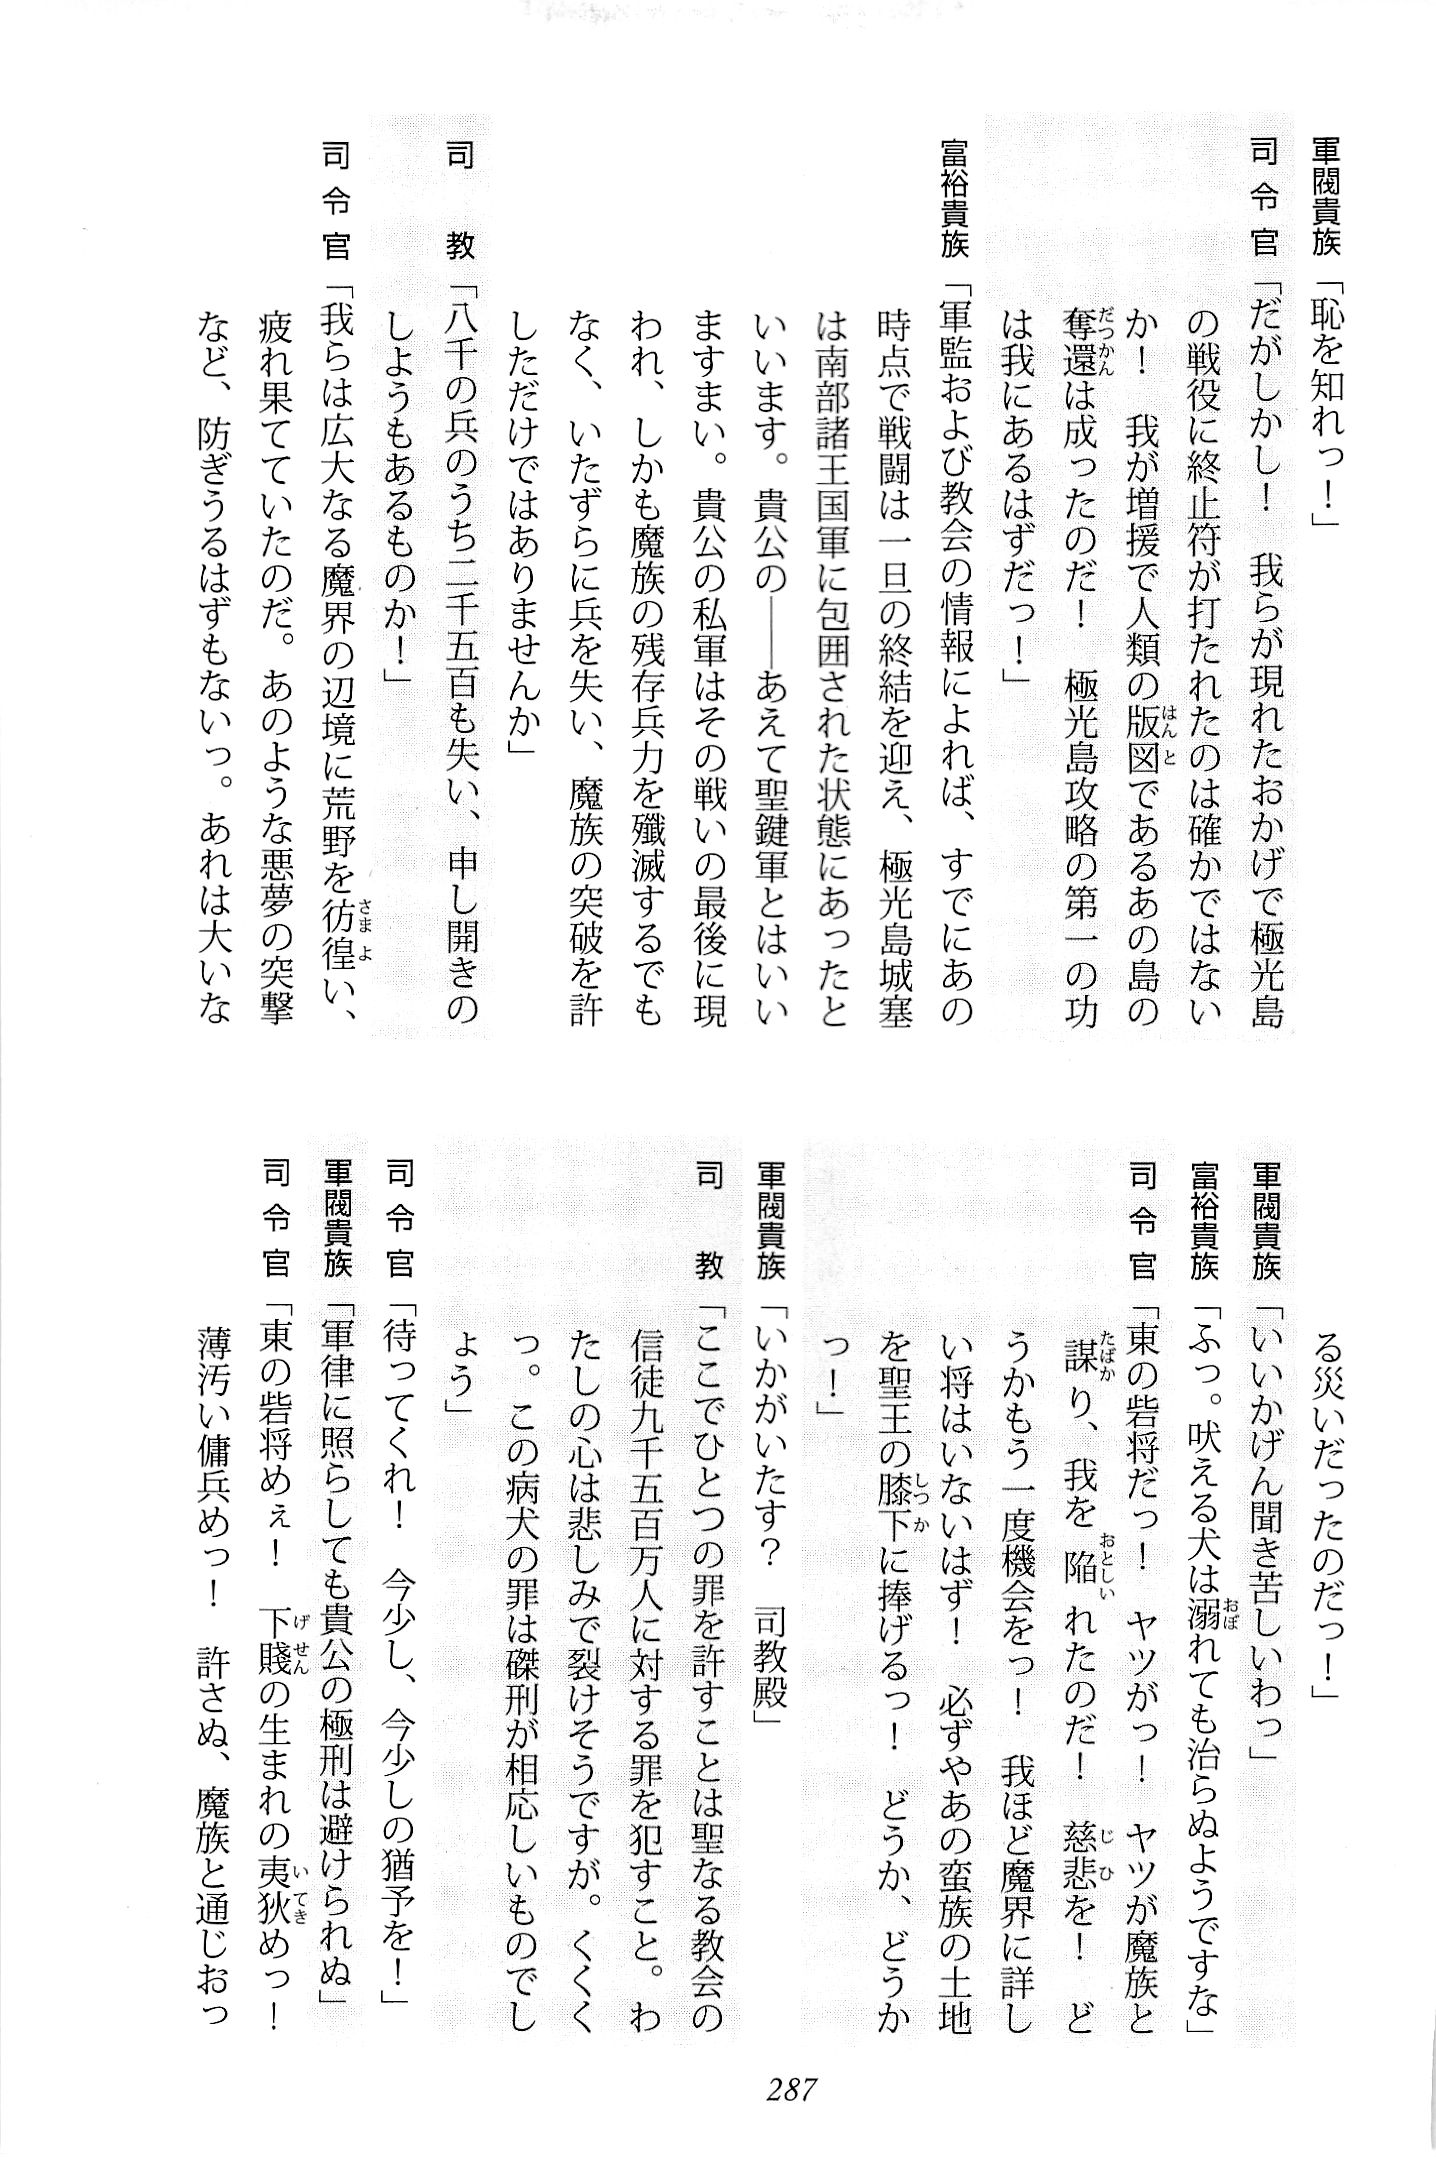 軍閥貴族「恥を知れっ！」
司令官「だがしかし！　我らが現れたおかげで極光島
の戦役に終止符が打たれたのは確かではない
か！　我が増援で人類の版図であるあの島の
奪還は成ったのだ！　極光島攻略の第一の功
は我にあるはずだっ！」
富裕貴族「軍監および教会の情報によれば、すでにあの
時点で戦闘は一旦の終結を迎え、極光島城塞
は南部諸王国軍に包囲された状態にあったと
いいます。貴公の――あえて聖鍵軍とはいい
ますまい。貴公の私軍はその戦いの最後に現
われ、しかも魔族の残存兵力を殲滅するでも
なく、いたずらに兵を失い、魔族の突破を許
しただけではありませんか」
司　教「八千の兵のうち二千五百も失い、申し開きの
しようもあるものか！」
司令官「我らは広大なる魔界の辺境に荒野を彷徨い、
疲れ果てていたのだ。あのような悪夢の突撃
など、防ぎうるはずもないっ。あれは大いな
る災いだったのだっ！」
軍閥貴族「いいかげん聞き苦しいわっ」
富裕貴族「ふっ。吠える犬は溺れても治らぬようですな」
司令官「東の砦将だっ！　ヤツがっ！　ヤツが魔族と
謀り、我を陥れたのだ！　慈悲を！　ど
うかもう一度機会をっ！　我ほど魔界に詳し
い将はいないはず！　必ずやあの蛮族の土地
を聖王の膝下に捧げるっ！　どうか、どうか
っ！」
軍閥貴族「いかがいたす？　司教殿」
司　教「ここでひとつの罪を許すことは聖なる教会の
信徒九千五百万人に対する罪を犯すこと。わ
たしの心は悲しみで裂けそうですが。くくく
っ。この病犬の罪は磔刑が相応しいものでし
ょう」
司令官「待ってくれ！　今少し、今少しの猶予を！」
軍閥貴族「軍律に照らしても貴公の極刑は避けられぬ」
司令官「東の砦将めぇ！　下賤の生まれの夷狄めっ！
薄汚い傭兵めっ！　許さぬ、魔族と通じおっ
287